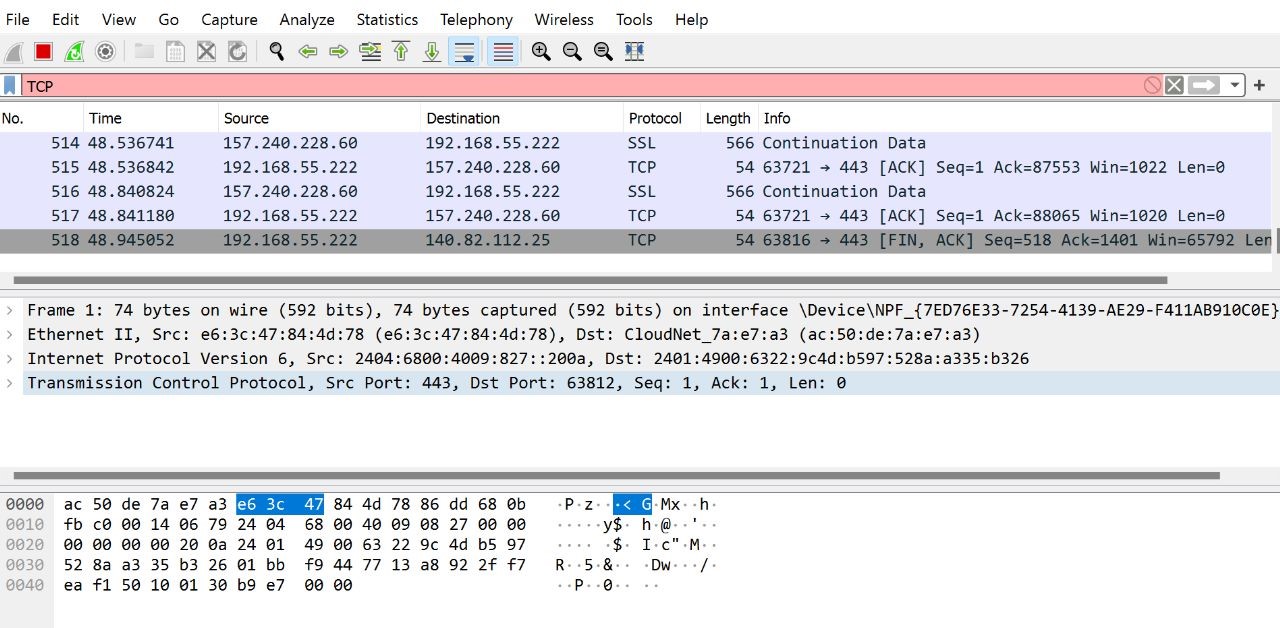 File Edit View Go Capture Analyze Statistics Telephony Wireless Tools Help
TCP
No. Time Source Destination Protocol Length Info
514 48.536741 157.240.228.60 192.168.55.222 SSL 566 Continuation Data
515 48.536842 192.168.55.222 157.240.228.60 TCP 54 63721 → 443 [ACK] Seq=1 Ack=87553 Win=1022 Len=0
516 48.840824 157.240.228.60 192.168.55.222 SSL 566 Continuation Data
517 48.841180 192.168.55.222 157.240.228.60 TCP 54 63721 → 443 [ACK] Seq=1 Ack=88065 Win=1020 Len=0
518 48.945052 192.168.55.222 140.82.112.25 TCP 54 63816 → 443 [FIN, ACK] Seq=518 Ack=1401 Win=65792 Len
> Frame 1: 74 bytes on wire (592 bits), 74 bytes captured (592 bits) on interface \Device\NPF_{7ED76E33-7254-4139-AE29-F411AB910C0E}
> Ethernet II, Src: e6:3c:47:84:4d:78 (e6:3c:47:84:4d:78), Dst: CloudNet_7a:e7:a3 (ac:50:de:7a:e7:a3)
> Internet Protocol Version 6, Src: 2404:6800:4009:827::200a, Dst: 2401:4900:6322:9c4d:b597:528a:a335:b326
> Transmission Control Protocol, Src Port: 443, Dst Port: 63812, Seq: 1, Ack: 1, Len: 0
0000 ac 50 de 7a e7 a3 e6 3c 47 84 4d 78 86 dd 68 0b ·P·z···< G·Mx··h·
0010 fb c0 00 14 06 79 24 04 68 00 40 09 08 27 00 00 ·····y$· h·@··'··
0020 00 00 00 00 20 0a 24 01 49 00 63 22 9c 4d b5 97 ···· ·$· I·c"·M··
0030 52 8a a3 35 b3 26 01 bb f9 44 77 13 a8 92 2f f7 R··5·&·· ·Dw···/·
0040 ea f1 50 10 01 30 b9 e7 00 00 ··P··0·· ··